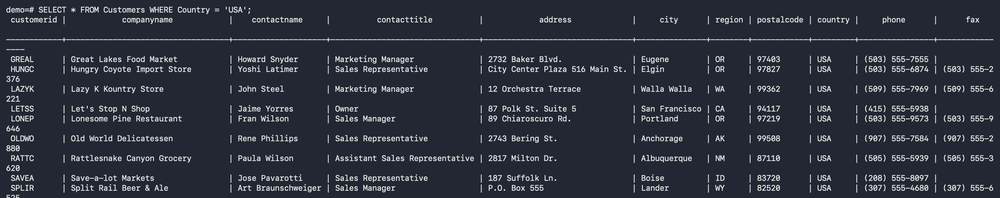 demo=# SELECT * FROM Customers WHERE Country = 'USA';
 customerid |            companyname            |    contactname     |          contacttitle          |            address             |     city      | region | postalcode | country |     phone      |      fax
------------+-----------------------------------+--------------------+--------------------------------+--------------------------------+---------------+--------+------------+---------+----------------+------------
----
 GREAL      | Great Lakes Food Market           | Howard Snyder      | Marketing Manager              | 2732 Baker Blvd.               | Eugene        | OR     | 97403      | USA     | (503) 555-7555 |
 HUNGC      | Hungry Coyote Import Store        | Yoshi Latimer      | Sales Representative           | City Center Plaza 516 Main St. | Elgin         | OR     | 97827      | USA     | (503) 555-6874 | (503) 555-2
376
 LAZYK      | Lazy K Kountry Store              | John Steel         | Marketing Manager              | 12 Orchestra Terrace           | Walla Walla   | WA     | 99362      | USA     | (509) 555-7969 | (509) 555-6
221
 LETSS      | Let's Stop N Shop                 | Jaime Yorres       | Owner                          | 87 Polk St. Suite 5            | San Francisco | CA     | 94117      | USA     | (415) 555-5938 |
 LONEP      | Lonesome Pine Restaurant          | Fran Wilson        | Sales Manager                  | 89 Chiaroscuro Rd.             | Portland      | OR     | 97219      | USA     | (503) 555-9573 | (503) 555-9
646
 OLDWO      | Old World Delicatessen            | Rene Phillips      | Sales Representative           | 2743 Bering St.                | Anchorage     | AK     | 99508      | USA     | (907) 555-7584 | (907) 555-2
880
 RATTC      | Rattlesnake Canyon Grocery        | Paula Wilson       | Assistant Sales Representative | 2817 Milton Dr.                | Albuquerque   | NM     | 87110      | USA     | (505) 555-5939 | (505) 555-3
620
 SAVEA      | Save-a-lot Markets                | Jose Pavarotti     | Sales Representative           | 187 Suffolk Ln.                | Boise         | ID     | 83720      | USA     | (208) 555-8097 |
 SPLIR      | Split Rail Beer & Ale             | Art Braunschweiger | Sales Manager                  | P.O. Box 555                   | Lander        | WY     | 82520      | USA     | (307) 555-4680 | (307) 555-6
525